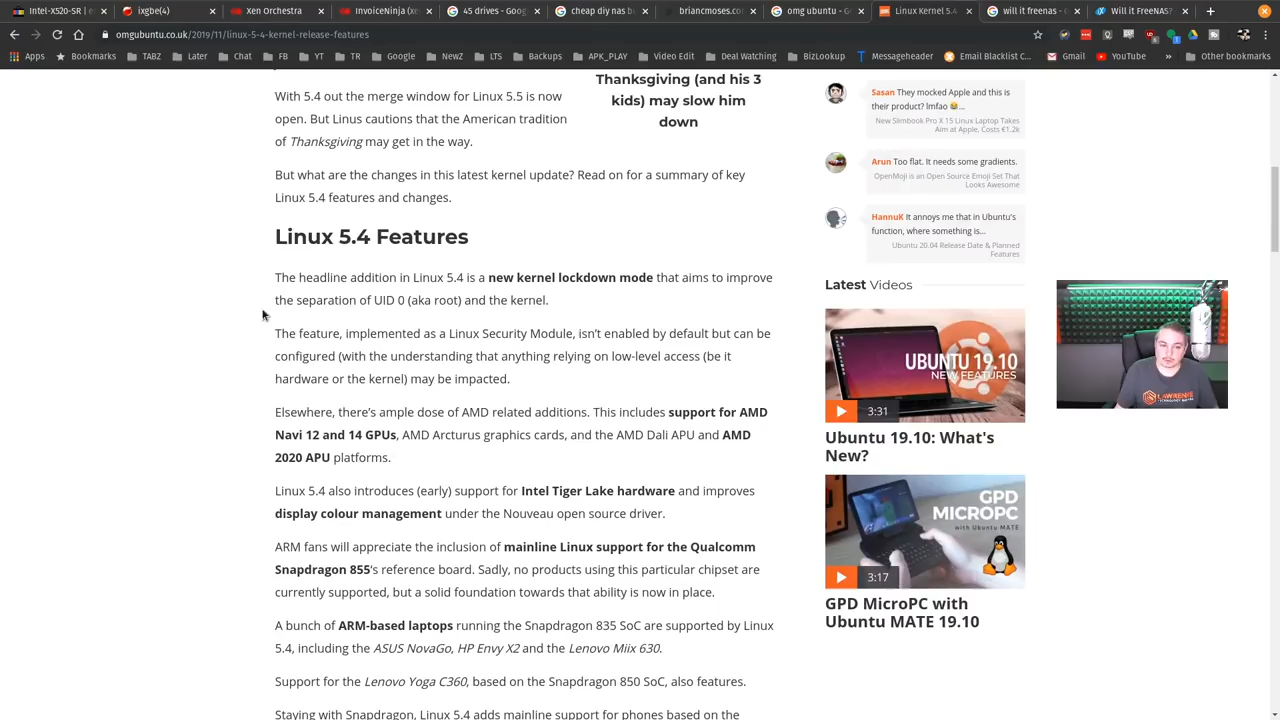 Intel-X520-SR | e
ixgbe(4)
Xen Orchestra
InvoiceNinja (xe
45 drives - Goog
cheap diy nas b
briancmoses.co
omg ubuntu - Go
Linux Kernel 5.4
will it freenas -
Will it FreeNAS?
omgubuntu.co.uk/2019/11/linux-5-4-kernel-release-features
Apps
Bookmarks
TABZ
Later
Chat
FB
TR
Google
NewZ
LTS
Backups
APK_PLAY
Video Edit
Deal Watching
BizLookup
Messageheader
Email Blacklist C...
Gmail
YouTube
Other bookmarks
Thanksgiving (and his 3
kids) may slow him
down
With 5.4 out the merge window for Linux 5.5 is now
open. But Linus cautions that the American tradition
of Thanksgiving may get in the way.
But what are the changes in this latest kernel update? Read on for a summary of key
Linux 5.4 features and changes.
Linux 5.4 Features
The headline addition in Linux 5.4 is a new kernel lockdown mode that aims to improve
the separation of UID 0 (aka root) and the kernel.
The feature, implemented as a Linux Security Module, isn't enabled by default but can be
configured (with the understanding that anything relying on low-level access (be it
hardware or the kernel) may be impacted.
Elsewhere, there's ample dose of AMD related additions. This includes support for AMD
Navi 12 and 14 GPUs, AMD Arcturus graphics cards, and the AMD Dali APU and AMD
2020 APU platforms.
Linux 5.4 also introduces (early) support for Intel Tiger Lake hardware and improves
display colour management under the Nouveau open source driver.
ARM fans will appreciate the inclusion of mainline Linux support for the Qualcomm
Snapdragon 855's reference board. Sadly, no products using this particular chipset are
currently supported, but a solid foundation towards that ability is now in place.
A bunch of ARM-based laptops running the Snapdragon 835 SoC are supported by Linux
5.4, including the ASUS NovaGo, HP Envy X2 and the Lenovo Miix 630.
Support for the Lenovo Yoga C360, based on the Snapdragon 850 SoC, also features.
Staying with Snapdragon, Linux 5.4 adds mainline support for phones based on the
Sasan They mocked Apple and this is
their product? lmfao 😂...
New Slimbook Pro X 15 Linux Laptop Takes
Aim at Apple, Costs €1.2k
Arun Too flat. It needs some gradients.
OpenMoji is an Open Source Emoji Set That
Looks Awesome
HannuK It annoys me that in Ubuntu's
function, where something is...
Ubuntu 20.04 Release Date & Planned
Features
Latest Videos
UBUNTU 19.10
NEW FEATURES
3:31
Ubuntu 19.10: What's
New?
GPD
MICROPC
with Ubuntu MATE
3:17
GPD MicroPC with
Ubuntu MATE 19.10
LAWRENCE